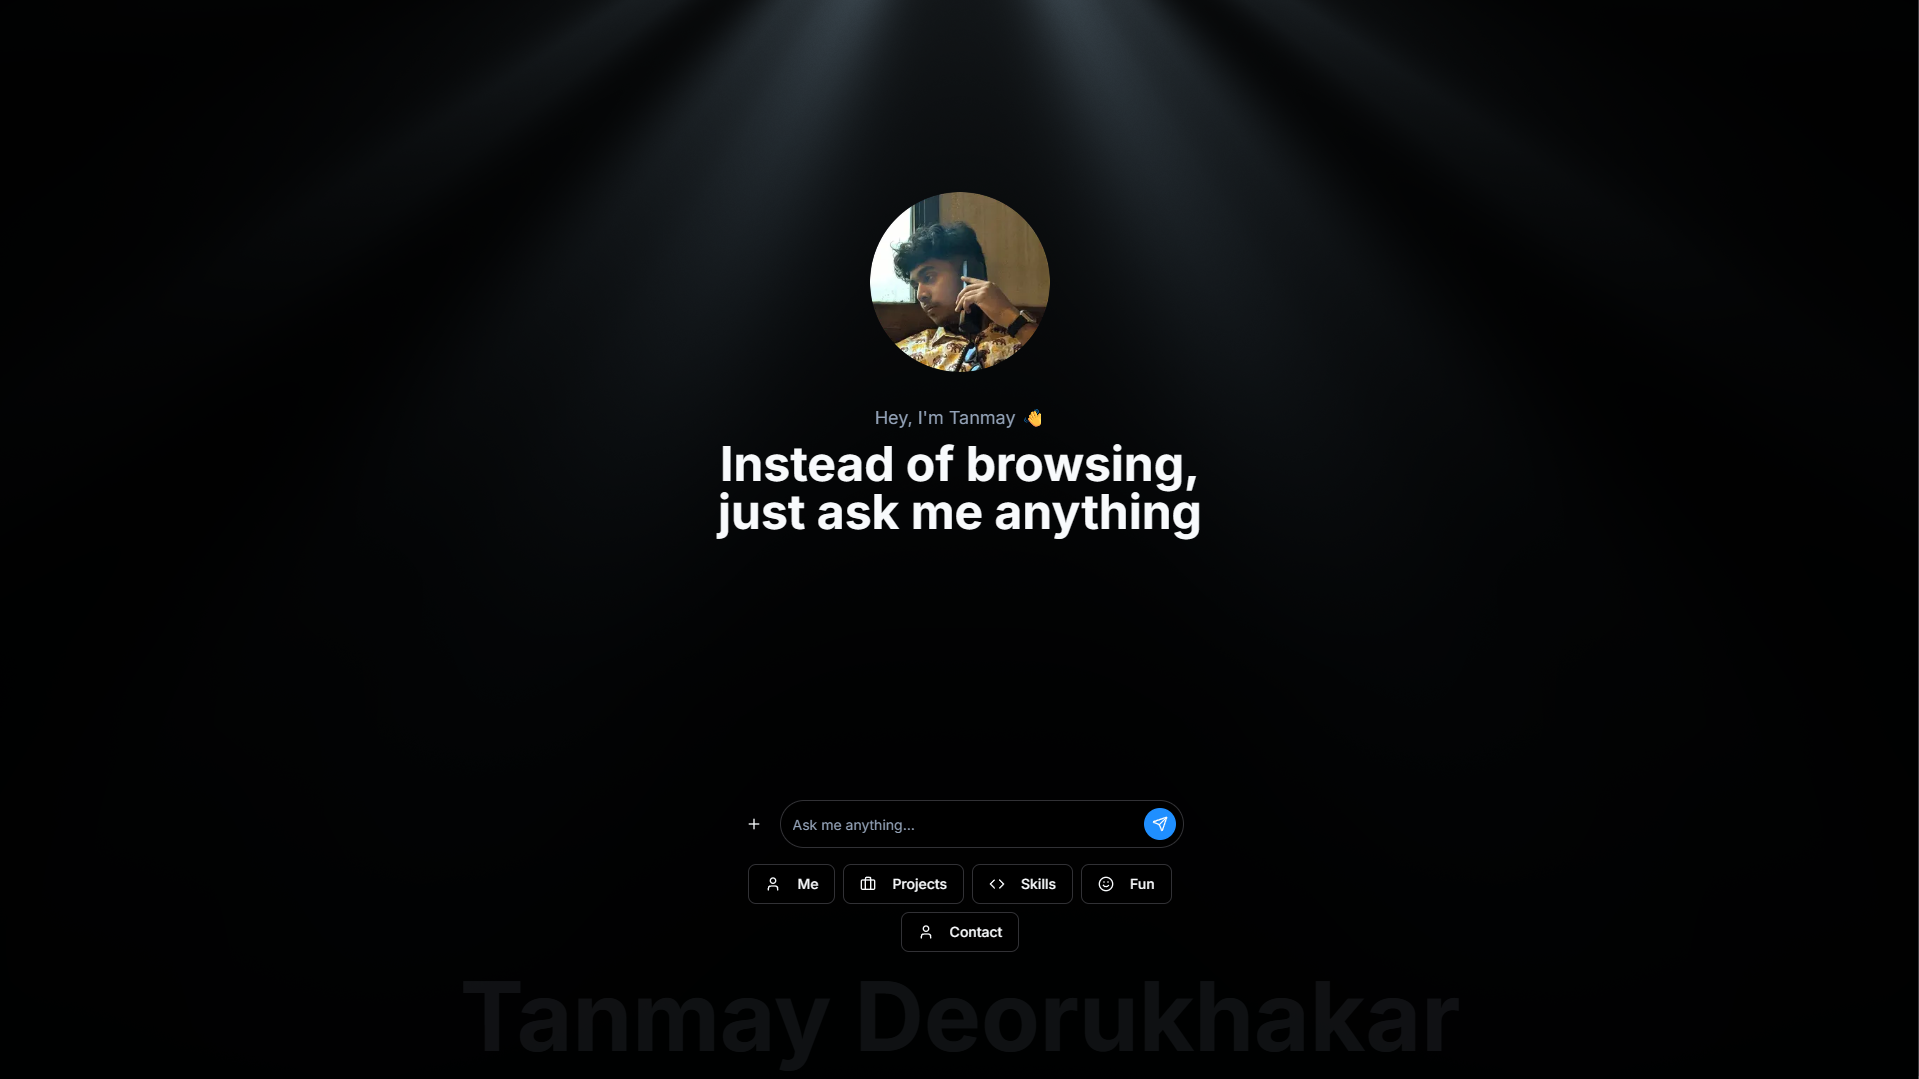 Hey, I'm Tanmay 👋
Instead of browsing,
just ask me anything
Ask me anything...
Me Projects Skills Fun
Contact
Tanmay Deorukhakar